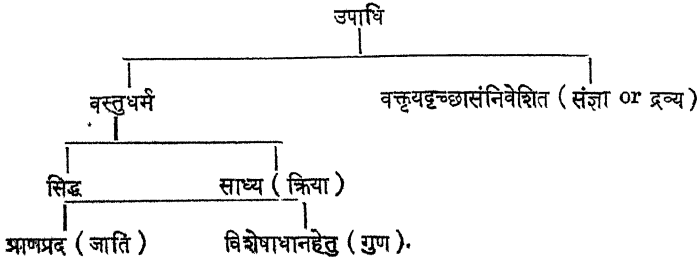 उपाधि
वस्तुधर्म वक्तृयदृच्छासंनिवेशित ( संज्ञा or द्रव्य )
सिद्ध साध्य ( क्रिया )
प्राणप्रद ( जाति ) विशेषाधानहेतु ( गुण ).